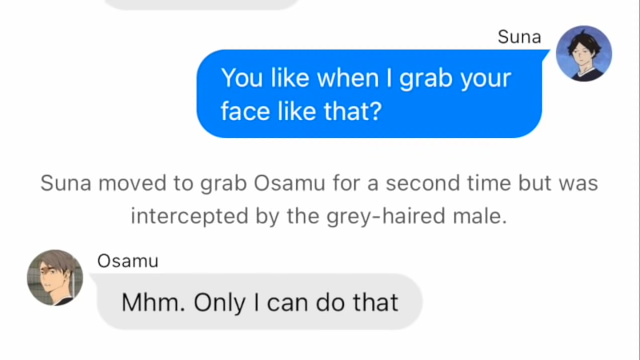 Suna
You like when I grab your
face like that?
Suna moved to grab Osamu for a second time but was
intercepted by the grey-haired male.
Osamu
Mhm. Only I can do that